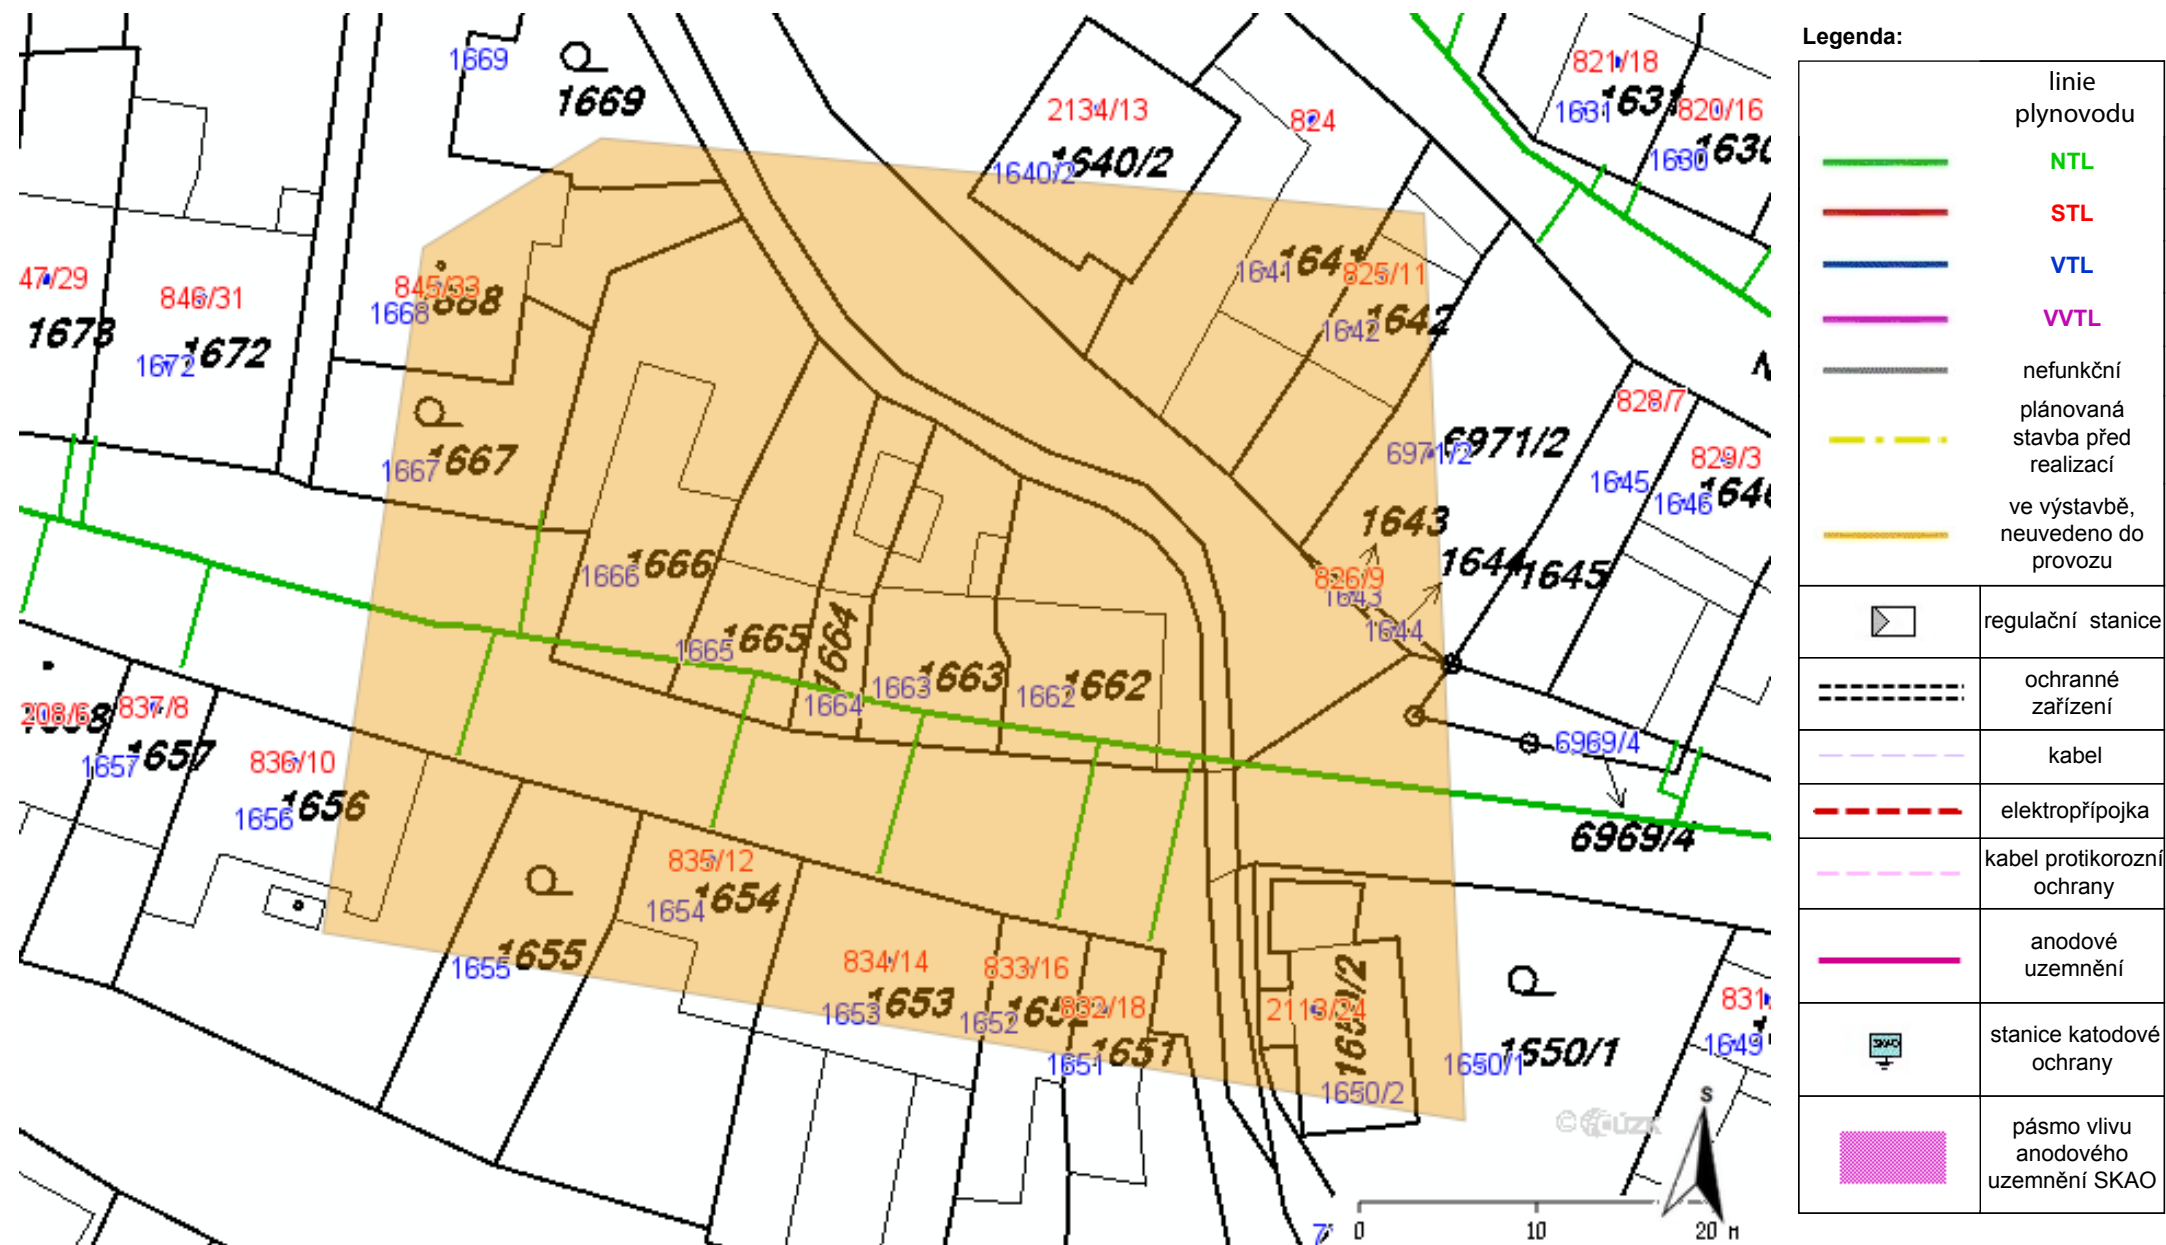 1669
1669
2134/13
1640/2
1640/2
824
821/18
1631
1631
820/16
1630
47/29
1673
846/31
1672
1672
845/33
1668
1641
1641
825/11
1642
1642
1667
1667
6971/2
6971/2
828/7
829/3
1645
1646
1643
826/9
1643
1644
1644
1645
1666
1666
1665
1665
1664
1664
1663
1663
1662
1662
208/6
837/8
1657
1657
836/10
1656
1656
6969/4
6969/4
835/12
1654
1654
1655
1655
834/14
1653
1653
833/16
1652
832/18
1651
1651
2113/24
1650/2
1650/2
1650/1
1650/1
831
1649
© ČÚZK
S
0 10 20 M
Legenda:
linie
plynovodu
NTL
STL
VTL
VVTL
nefunkční
plánovaná
stavba před
realizací
ve výstavbě,
neuvedeno do
provozu
regulační stanice
ochranné
zařízení
kabel
elektropřípojka
kabel protikorozní
ochrany
anodové
uzemnění
SKAO
stanice katodové
ochrany
pásmo vlivu
anodového
uzemnění SKAO